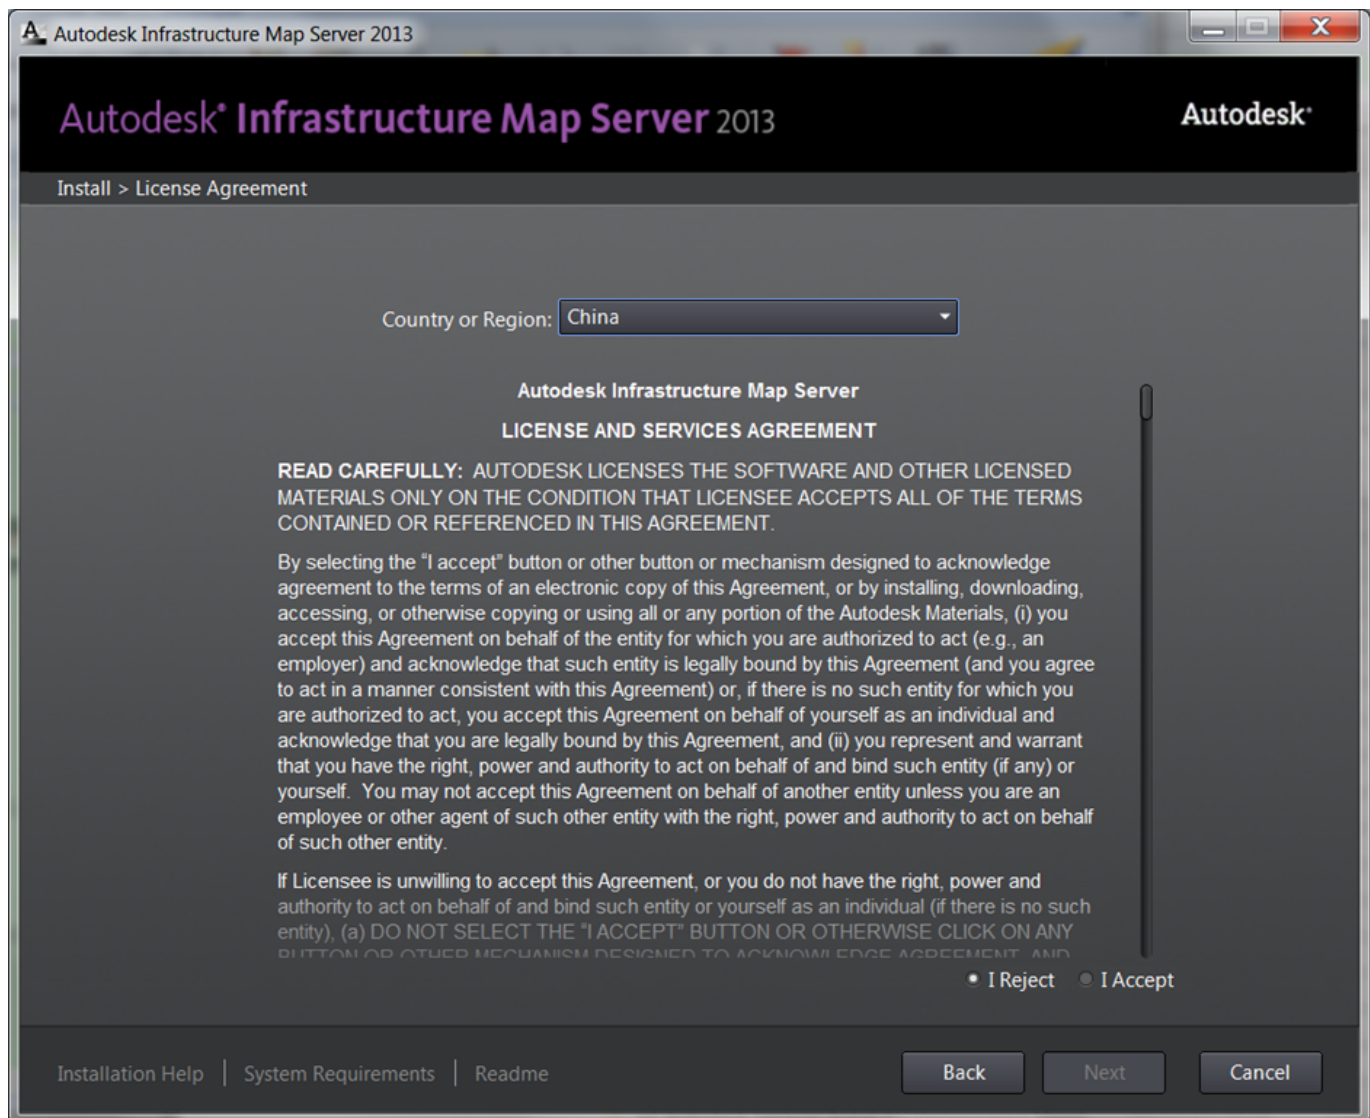 Autodesk Infrastructure Map Server 2013
Autodesk® Infrastructure Map Server 2013
Autodesk®
Install > License Agreement
Country or Region: China
Autodesk Infrastructure Map Server
LICENSE AND SERVICES AGREEMENT
READ CAREFULLY:  AUTODESK LICENSES THE SOFTWARE AND OTHER LICENSED
MATERIALS ONLY ON THE CONDITION THAT LICENSEE ACCEPTS ALL OF THE TERMS
CONTAINED OR REFERENCED IN THIS AGREEMENT.
By selecting the “I accept” button or other button or mechanism designed to acknowledge
agreement to the terms of an electronic copy of this Agreement, or by installing, downloading,
accessing, or otherwise copying or using all or any portion of the Autodesk Materials, (i) you
accept this Agreement on behalf of the entity for which you are authorized to act (e.g., an
employer) and acknowledge that such entity is legally bound by this Agreement (and you agree
to act in a manner consistent with this Agreement) or, if there is no such entity for which you
are authorized to act, you accept this Agreement on behalf of yourself as an individual and
acknowledge that you are legally bound by this Agreement, and (ii) you represent and warrant
that you have the right, power and authority to act on behalf of and bind such entity (if any) or
yourself.  You may not accept this Agreement on behalf of another entity unless you are an
employee or other agent of such other entity with the right, power and authority to act on behalf
of such other entity.
If Licensee is unwilling to accept this Agreement, or you do not have the right, power and
authority to act on behalf of and bind such entity or yourself as an individual (if there is no such
entity), (a) DO NOT SELECT THE “I ACCEPT” BUTTON OR OTHERWISE CLICK ON ANY
BUTTON OR OTHER MECHANISM DESIGNED TO ACKNOWLEDGE AGREEMENT, AND
I Reject I Accept
Installation Help | System Requirements | Readme
Back Next Cancel